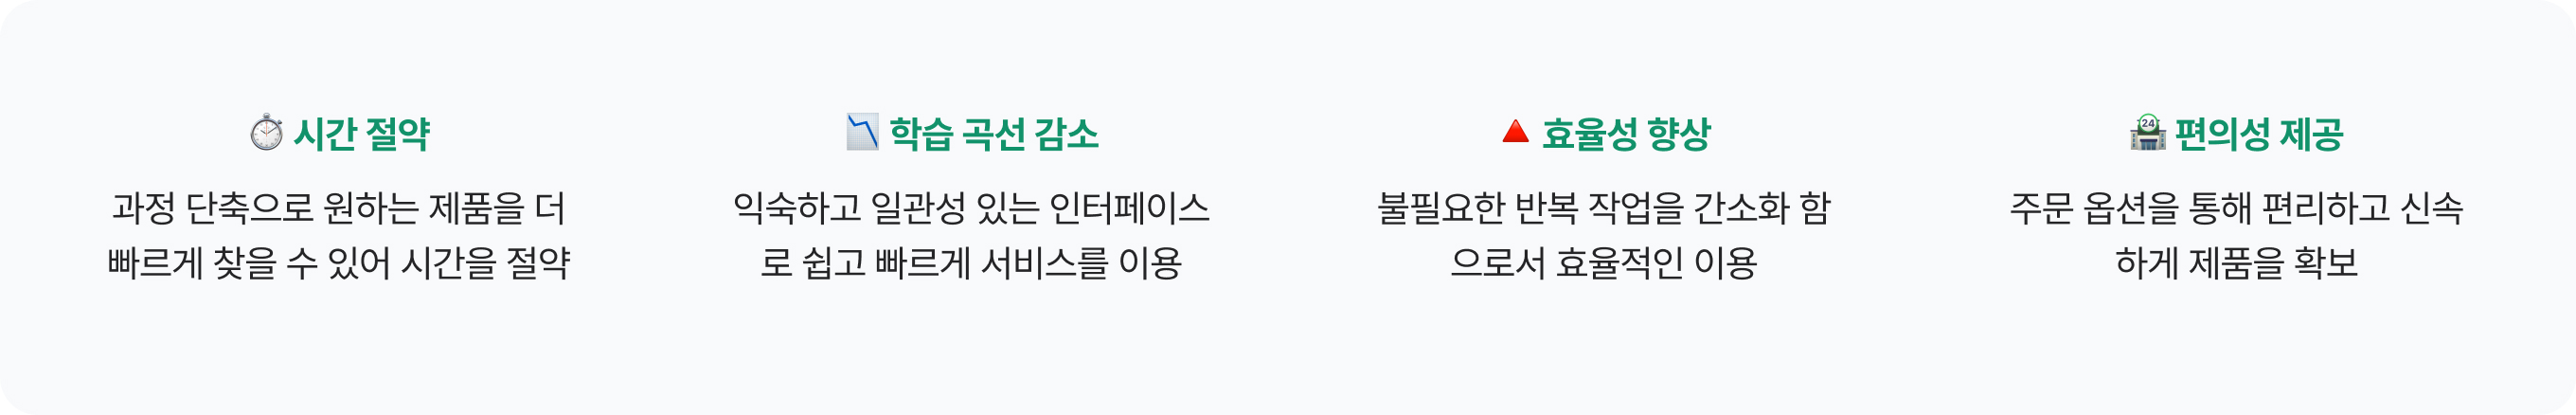 시간 절약
과정 단축으로 원하는 제품을 더
빠르게 찾을 수 있어 시간을 절약
학습 곡선 감소
익숙하고 일관성 있는 인터페이스
로 쉽고 빠르게 서비스를 이용
효율성 향상
불필요한 반복 작업을 간소화 함
으로서 효율적인 이용
24
편의성 제공
주문 옵션을 통해 편리하고 신속
하게 제품을 확보